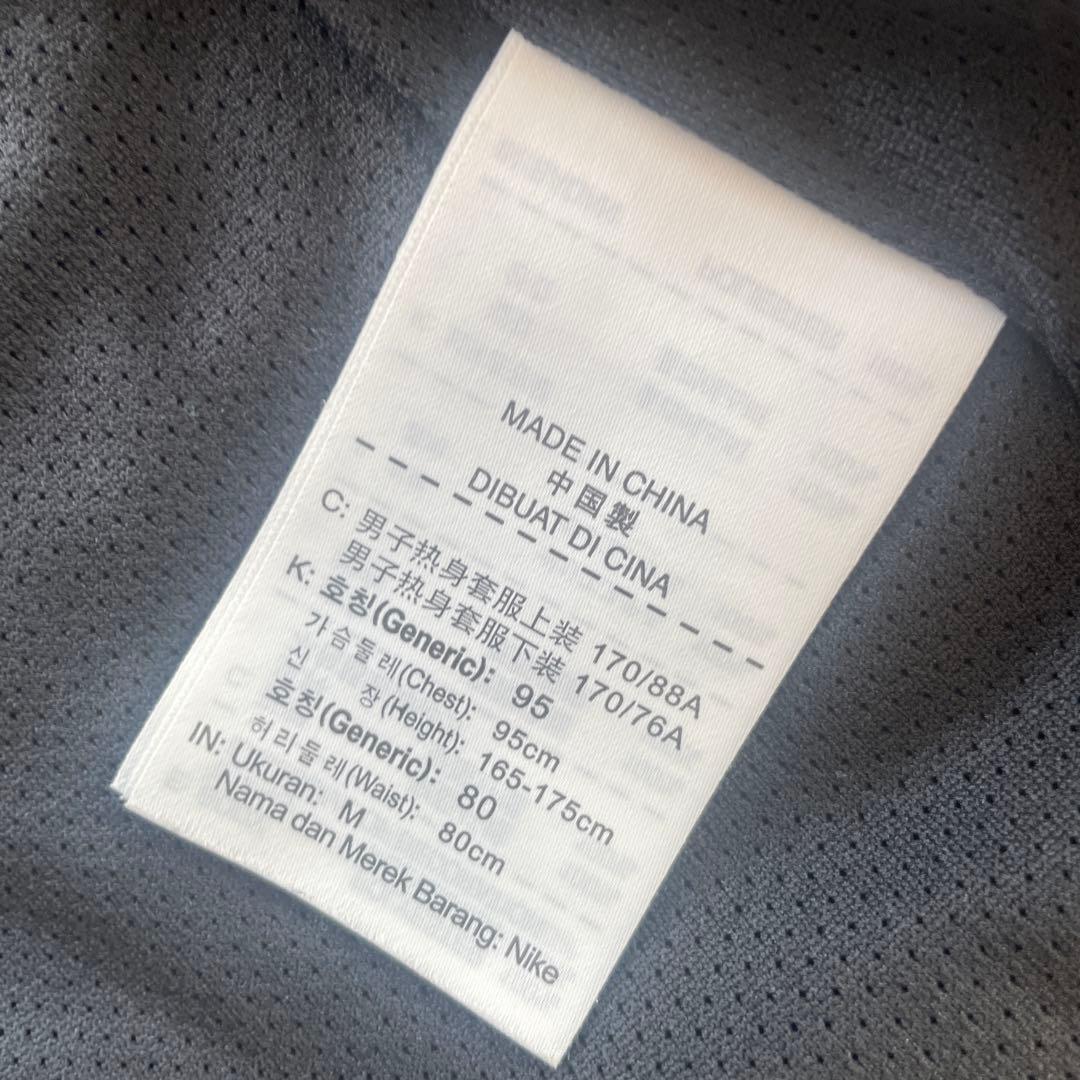 MADE IN CHINA
中国製
DIBUAT DI CINA
C: 男子热身套服上装 170/88A
男子热身套服下装 170/76A
K: 호칭(Generic): 95
가슴둘레(Chest): 95cm
신 장(Height): 165-175cm
호칭(Generic): 80
허리둘레(Waist): 80cm
IN: Ukuran: M
Nama dan Merek Barang: Nike